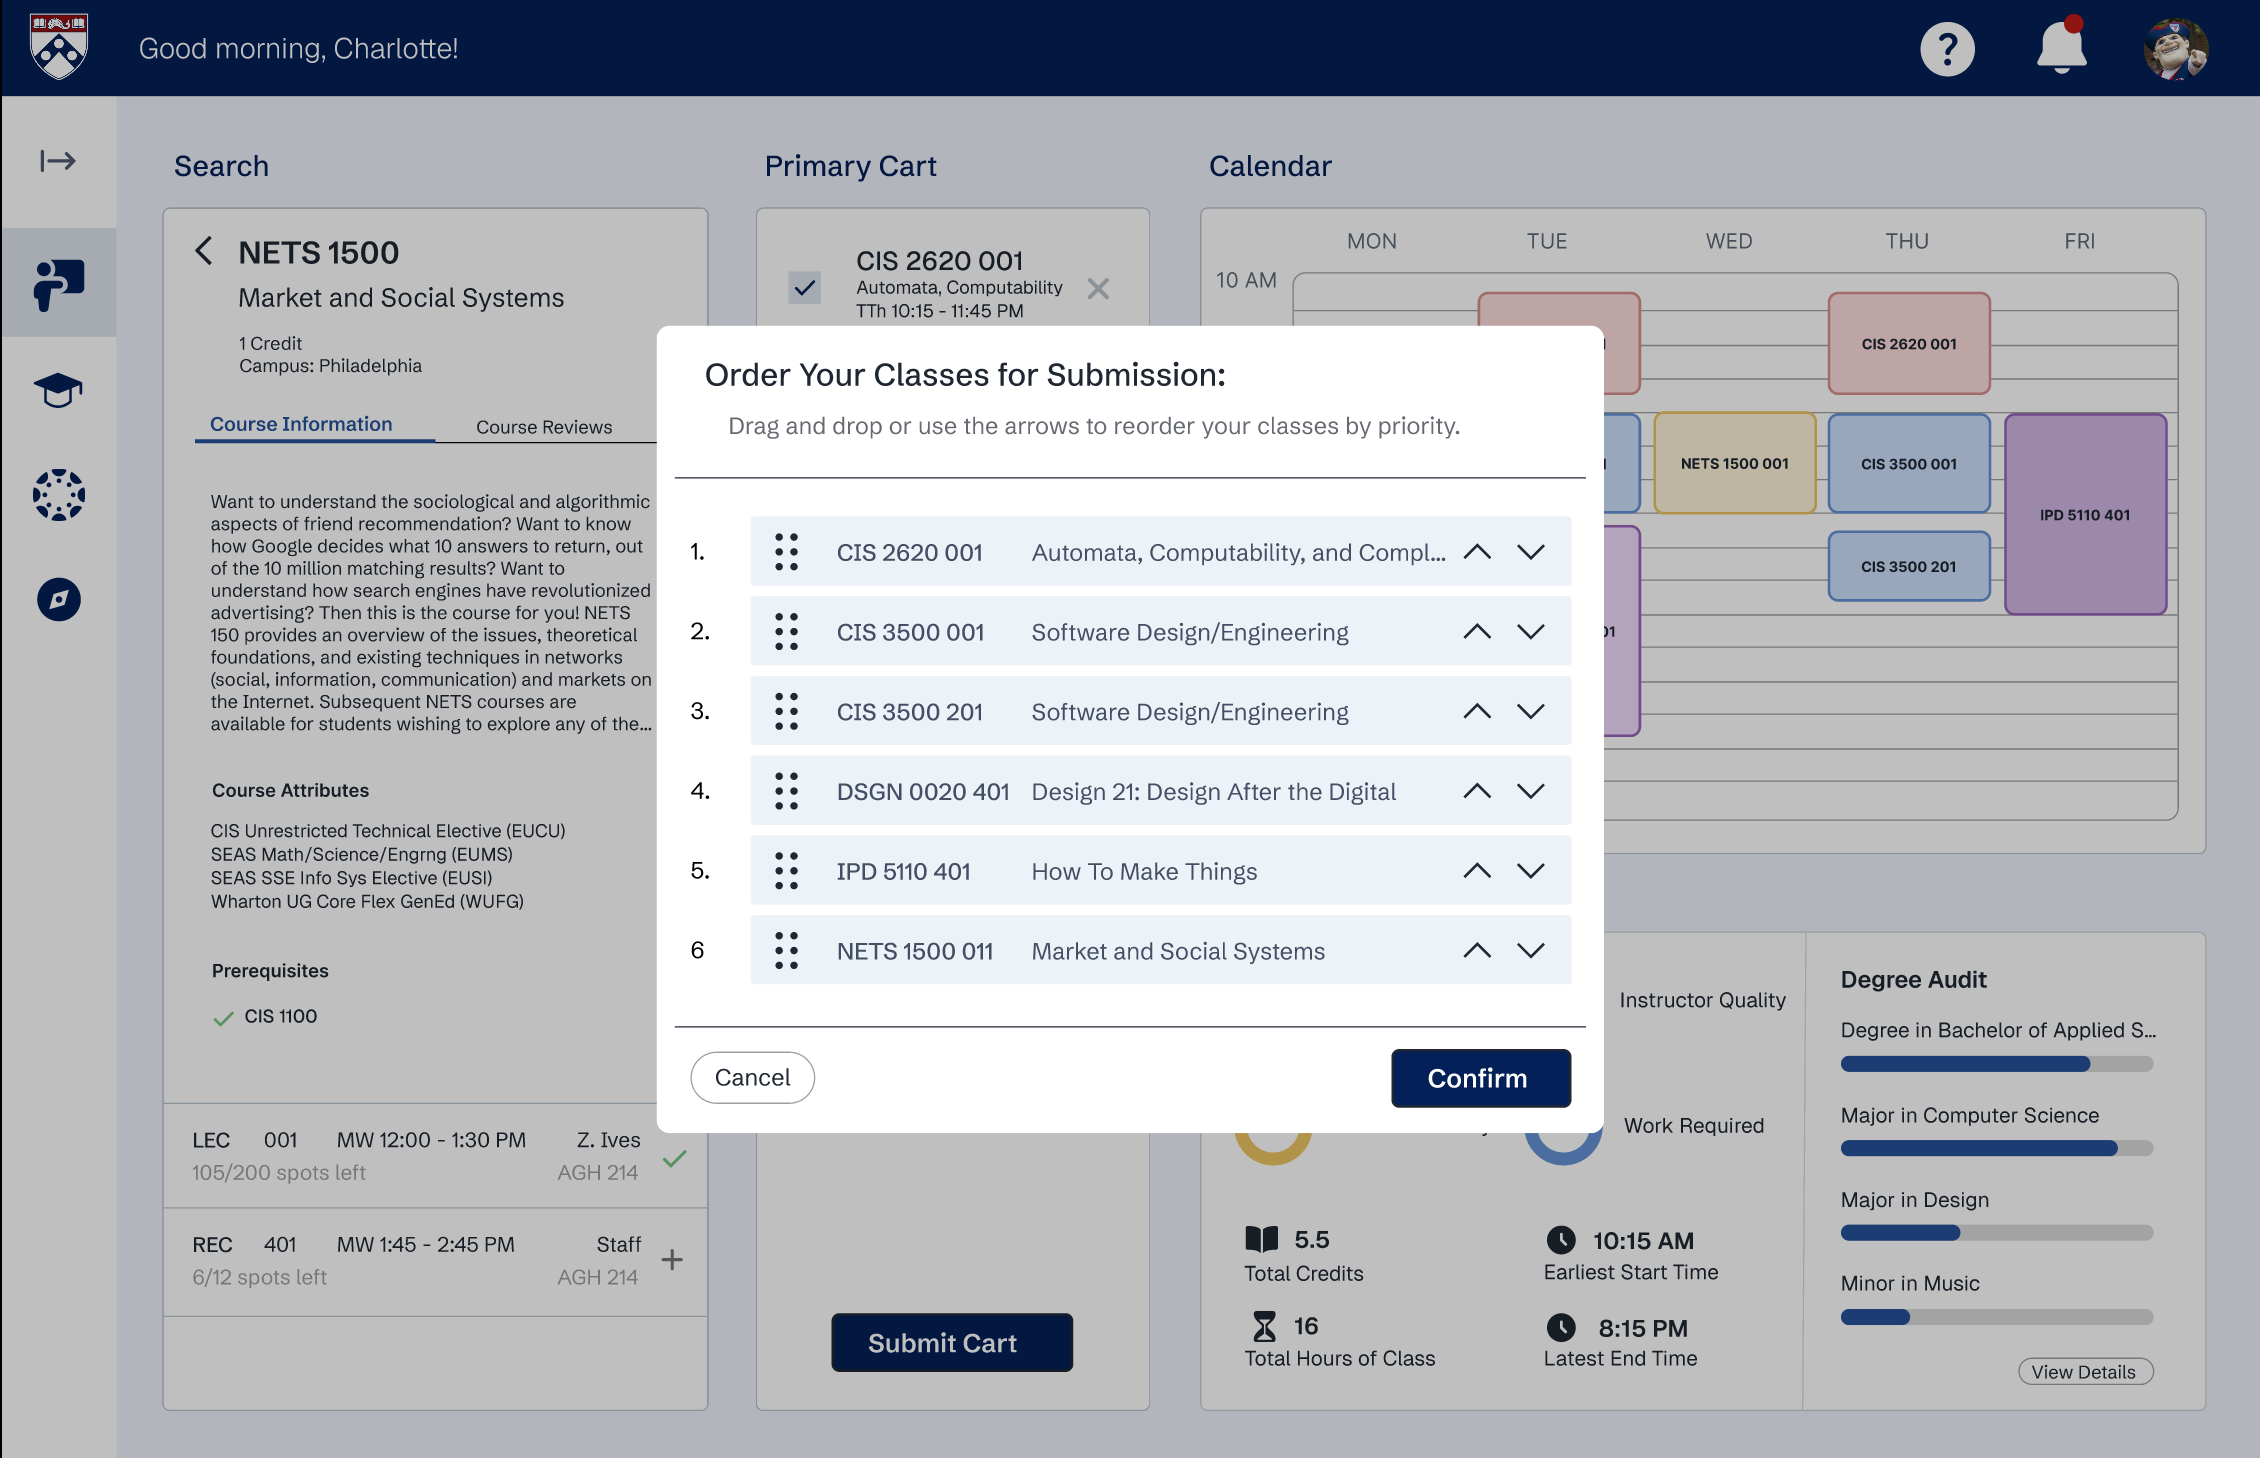 Good morning, Charlotte!
?
Search
NETS 1500
Market and Social Systems
1 Credit
Campus: Philadelphia
Course Information
Course Reviews
Want to understand the sociological and algorithmic
aspects of friend recommendation? Want to know
how Google decides what 10 answers to return, out
of the 10 million matching results? Want to
understand how search engines have revolutionized
advertising? Then this is the course for you! NETS
150 provides an overview of the issues, theoretical
foundations, and existing techniques in networks
(social, information, communication) and markets on
the Internet. Subsequent NETS courses are
available for students wishing to explore any of the...
Course Attributes
CIS Unrestricted Technical Elective (EUCU)
SEAS Math/Science/Engrng (EUMS)
SEAS SSE Info Sys Elective (EUSI)
Wharton UG Core Flex GenEd (WUFG)
Prerequisites
CIS 1100
LEC 001 MW 12:00 - 1:30 PM Z. Ives
105/200 spots left AGH 214
REC 401 MW 1:45 - 2:45 PM Staff
6/12 spots left AGH 214
Primary Cart
CIS 2620 001
Automata, Computability
TTh 10:15 - 11:45 PM
Submit Cart
Order Your Classes for Submission:
Drag and drop or use the arrows to reorder your classes by priority.
1. CIS 2620 001 Automata, Computability, and Compl...
2. CIS 3500 001 Software Design/Engineering
3. CIS 3500 201 Software Design/Engineering
4. DSGN 0020 401 Design 21: Design After the Digital
5. IPD 5110 401 How To Make Things
6 NETS 1500 011 Market and Social Systems
Cancel
Confirm
Calendar
MON TUE WED THU FRI
10 AM
CIS 2620 001
NETS 1500 001
CIS 3500 001
IPD 5110 401
CIS 3500 201
Instructor Quality
Work Required
5.5
Total Credits
10:15 AM
Earliest Start Time
16
Total Hours of Class
8:15 PM
Latest End Time
Degree Audit
Degree in Bachelor of Applied S...
Major in Computer Science
Major in Design
Minor in Music
View Details